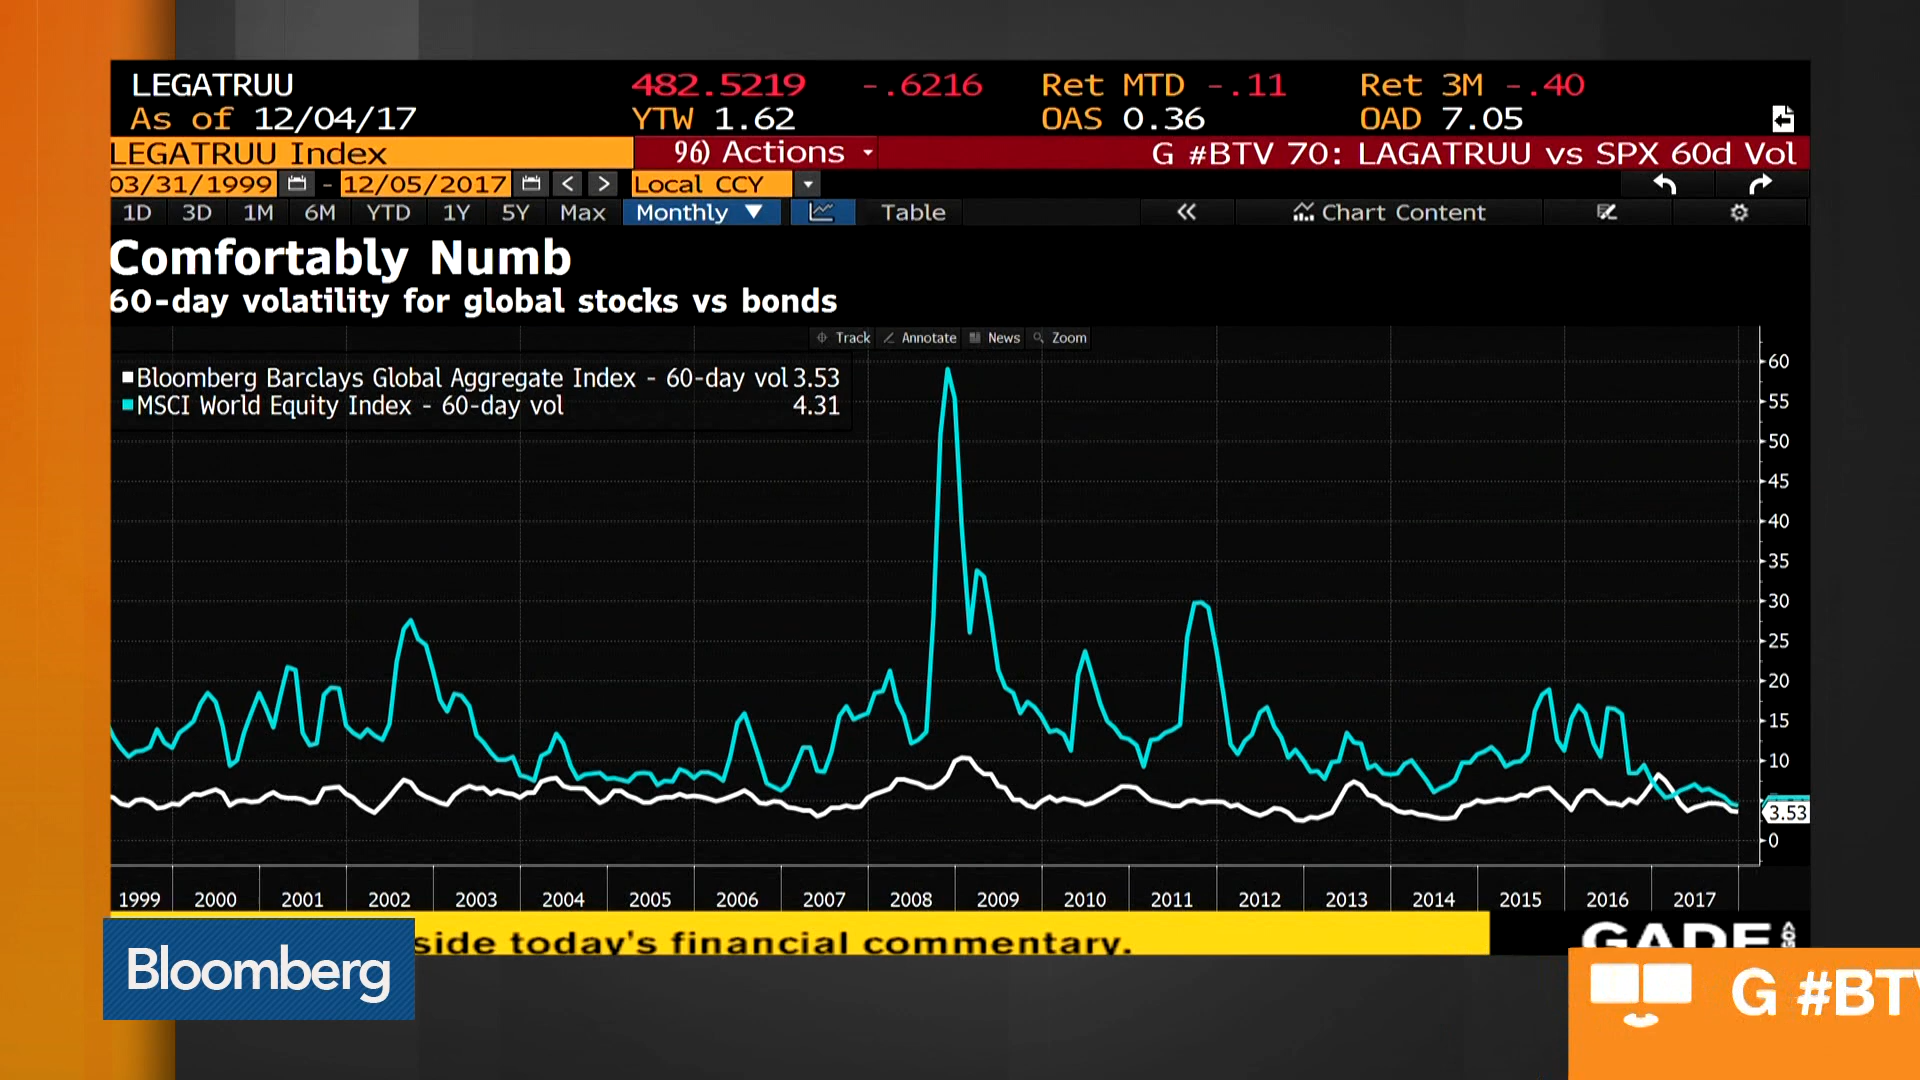 LEGATRUU 482.5219 -.6216 Ret MTD -.11 Ret 3M -.40
As of 12/04/17 YTW 1.62 OAS 0.36 OAD 7.05
LEGATRUU Index 96) Actions G #BTV 70: LAGATRUU vs SPX 60d Vol
03/31/1999 - 12/05/2017 < > Local CCY
1D 3D 1M 6M YTD 1Y 5Y Max Monthly ▼ Table « Chart Content
Comfortably Numb
60-day volatility for global stocks vs bonds
Track Annotate News Zoom
Bloomberg Barclays Global Aggregate Index - 60-day vol 3.53
MSCI World Equity Index - 60-day vol 4.31
60
55
50
45
40
35
30
25
20
15
10
3.53
0
1999 2000 2001 2002 2003 2004 2005 2006 2007 2008 2009 2010 2011 2012 2013 2014 2015 2016 2017
side today's financial commentary.
GADF
Bloomberg
G #BTV